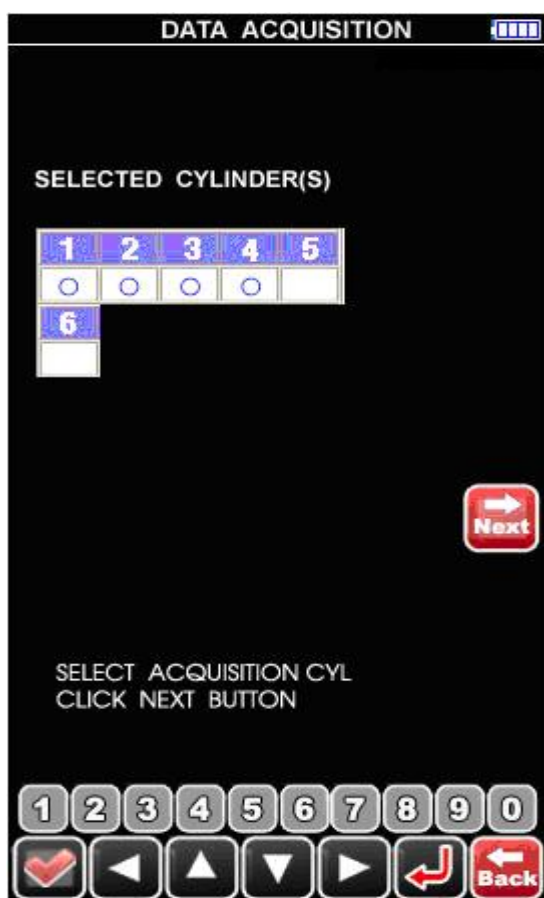 DATA ACQUISITION
SELECTED CYLINDER(S)
1 2 3 4 5
6
Next
SELECT ACQUISITION CYL
CLICK NEXT BUTTON
1 2 3 4 5 6 7 8 9 0
Back